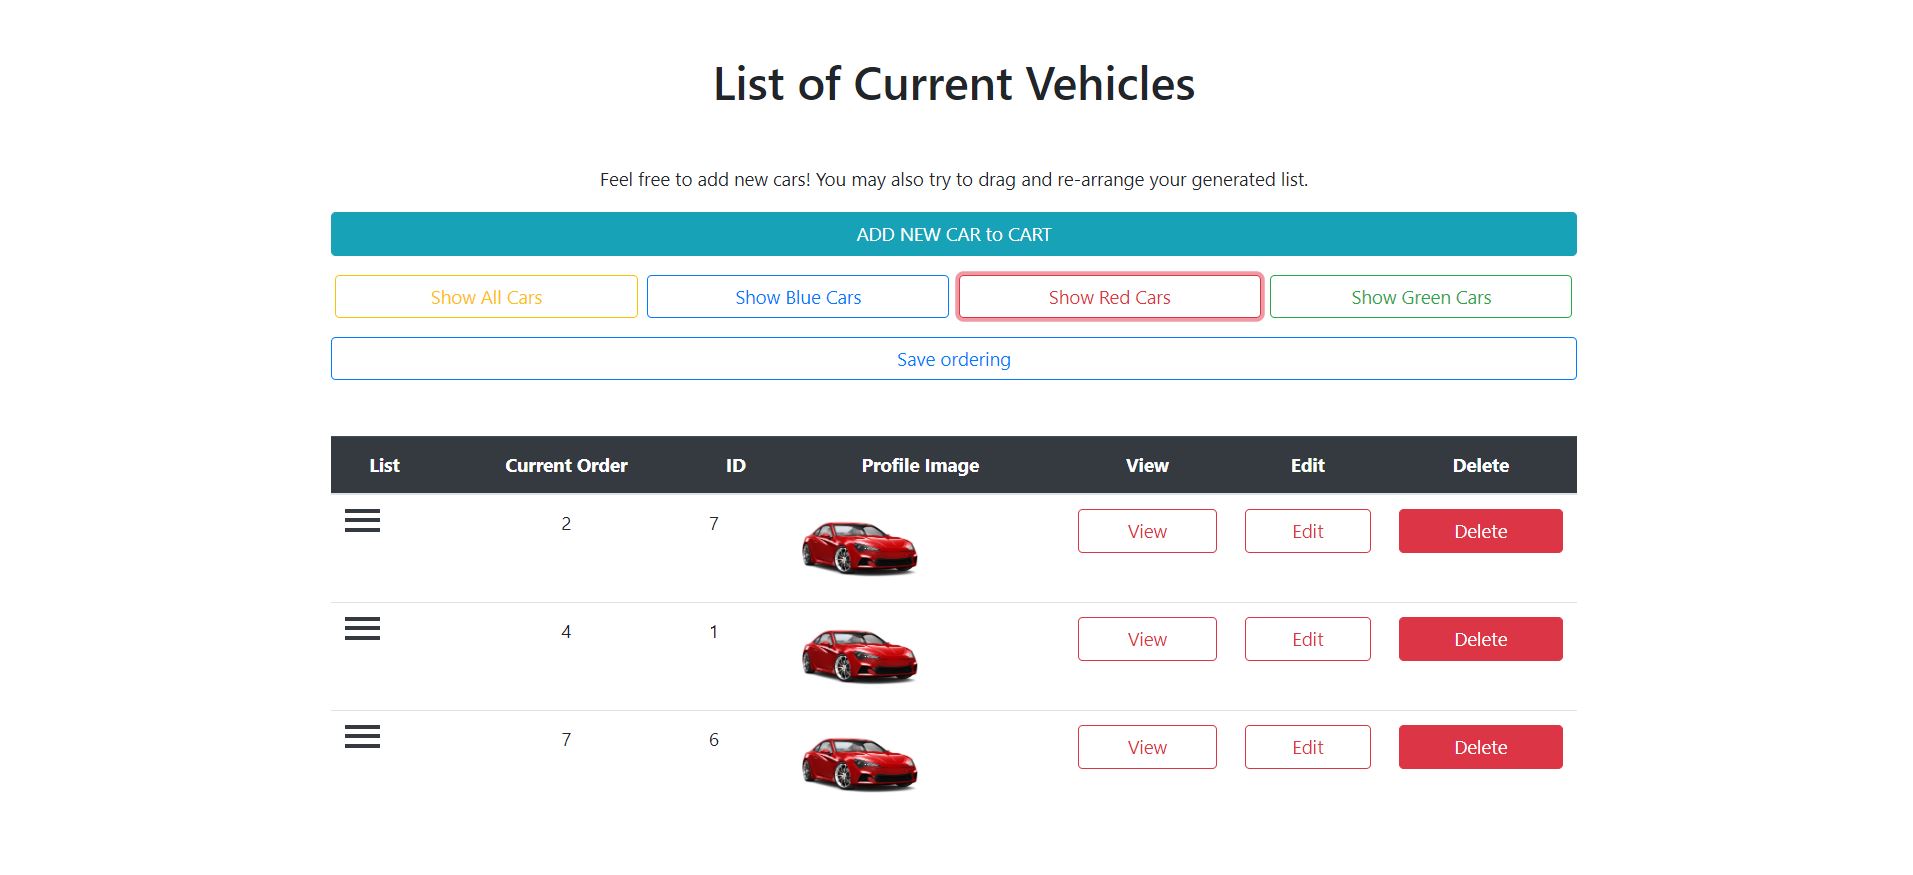 List of Current Vehicles
Feel free to add new cars! You may also try to drag and re-arrange your generated list.
ADD NEW CAR to CART
Show All Cars Show Blue Cars Show Red Cars Show Green Cars
Save ordering
List Current Order ID Profile Image View Edit Delete
2 7 View Edit Delete
4 1 View Edit Delete
7 6 View Edit Delete